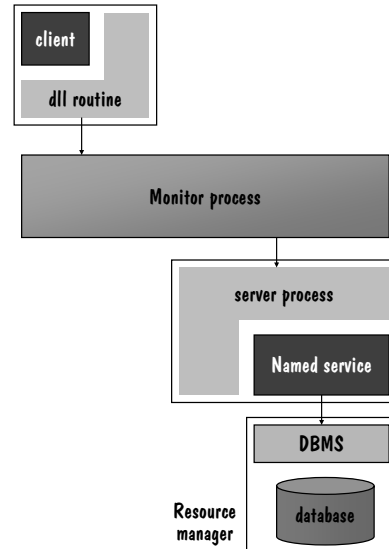 client
dll routine
Monitor process
server process
Named service
DBMS
Resource
manager
database